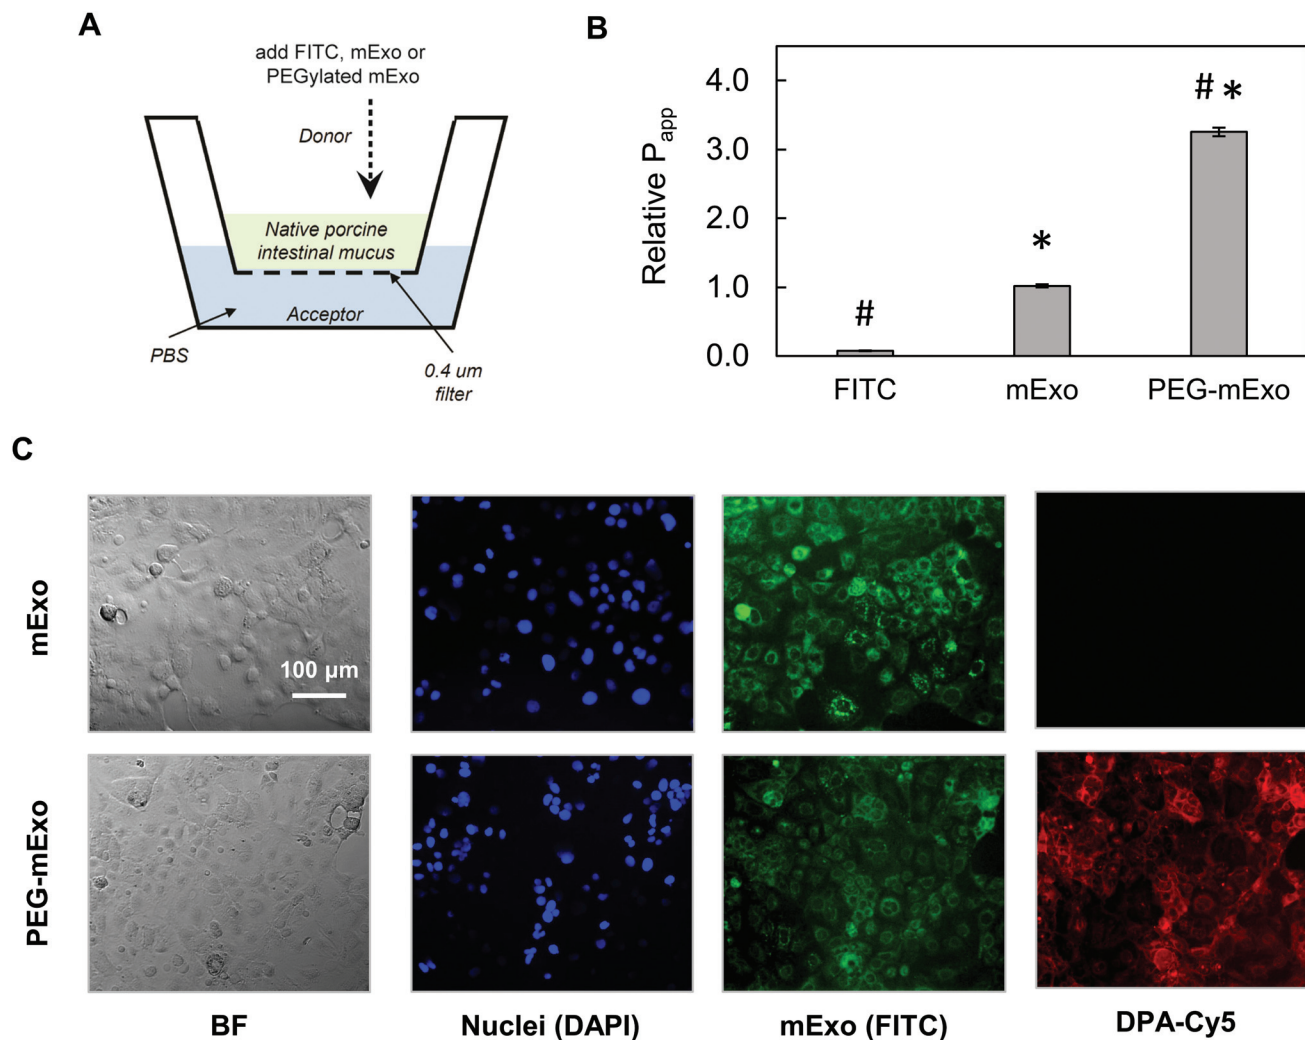 A
add FITC, mExo or
PEGylated mExo
Donor
Native porcine
intestinal mucus
Acceptor
PBS
0.4 um
filter
B
Relative Papp
4.0
3.0
2.0
1.0
0.0
#
*
# *
FITC
mExo
PEG-mExo
C
mExo
100 µm
PEG-mExo
BF
Nuclei (DAPI)
mExo (FITC)
DPA-Cy5